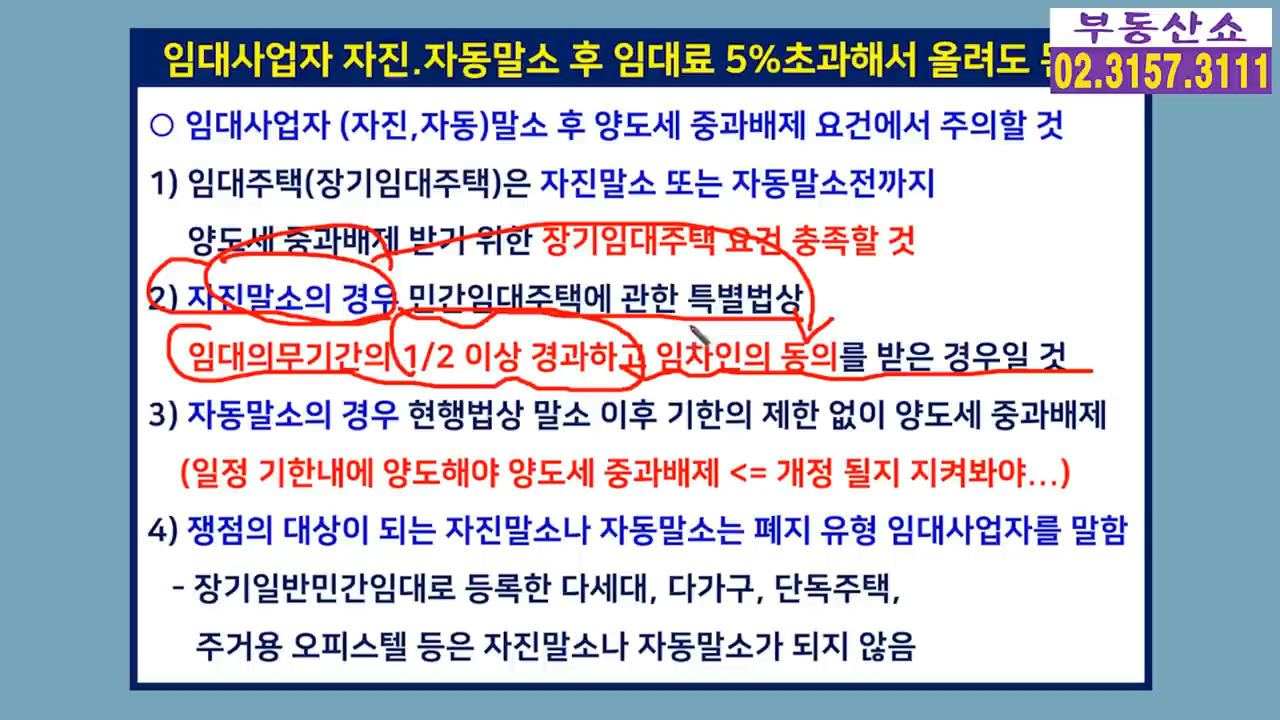 부동산쇼
02.3157.3111
임대사업자 자진.자동말소 후 임대료 5%초과해서 올려도
○ 임대사업자 (자진,자동)말소 후 양도세 중과배제 요건에서 주의할 것
1) 임대주택(장기임대주택)은 자진말소 또는 자동말소전까지
양도세 중과배제 받기 위한 장기임대주택 요건 충족할 것
2) 자진말소의 경우 민간임대주택에 관한 특별법상
임대의무기간의 1/2 이상 경과하고 임차인의 동의를 받은 경우일 것
3) 자동말소의 경우 현행법상 말소 이후 기한의 제한 없이 양도세 중과배제
(일정 기한내에 양도해야 양도세 중과배제 <= 개정 될지 지켜봐야...)
4) 쟁점의 대상이 되는 자진말소나 자동말소는 폐지 유형 임대사업자를 말함
- 장기일반민간임대로 등록한 다세대, 다가구, 단독주택,
주거용 오피스텔 등은 자진말소나 자동말소가 되지 않음